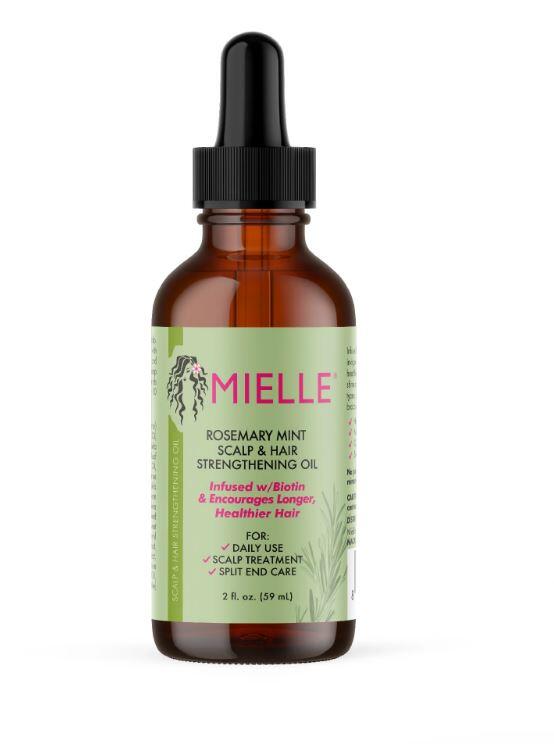 MIELLE
ROSEMARY MINT
SCALP & HAIR
STRENGTHENING OIL
Infused w/Biotin
& Encourages Longer,
Healthier Hair
FOR:
✓ DAILY USE
✓ SCALP TREATMENT
✓ SPLIT END CARE
2 fl. oz. (59 mL)
SCALP & HAIR STRENGTHENING OIL